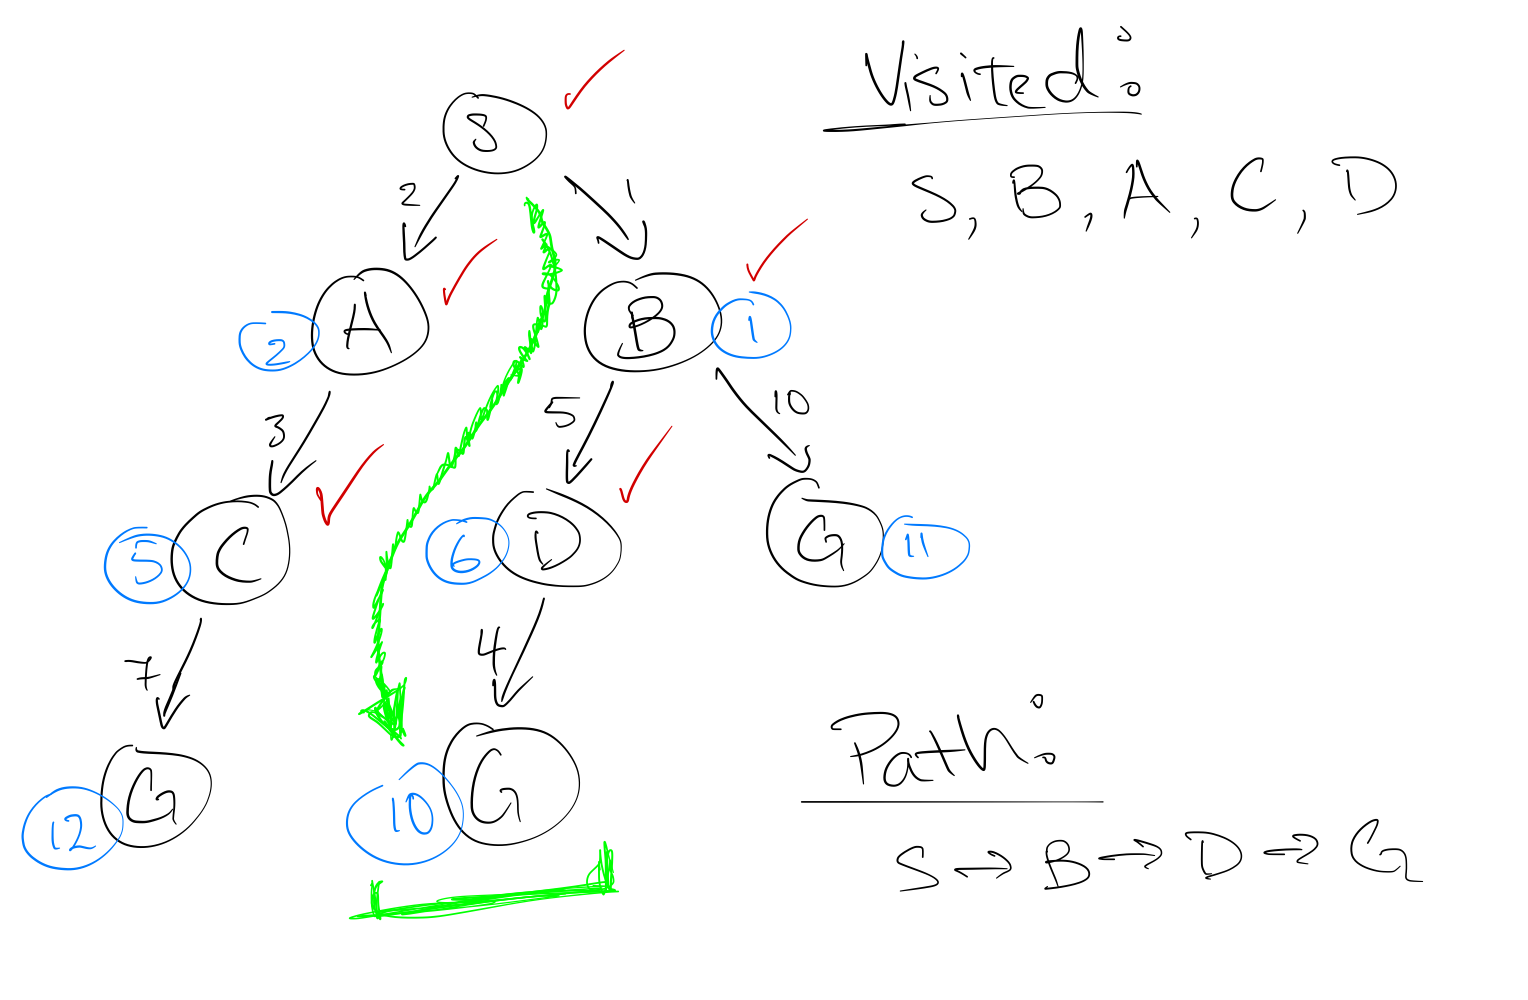 Visited:
S, B, A, C, D
S
2 1
2 A B 1
3 5 10
5 C 6 D G 11
7 4
12 G 10 G
Path:
S → B → D → G